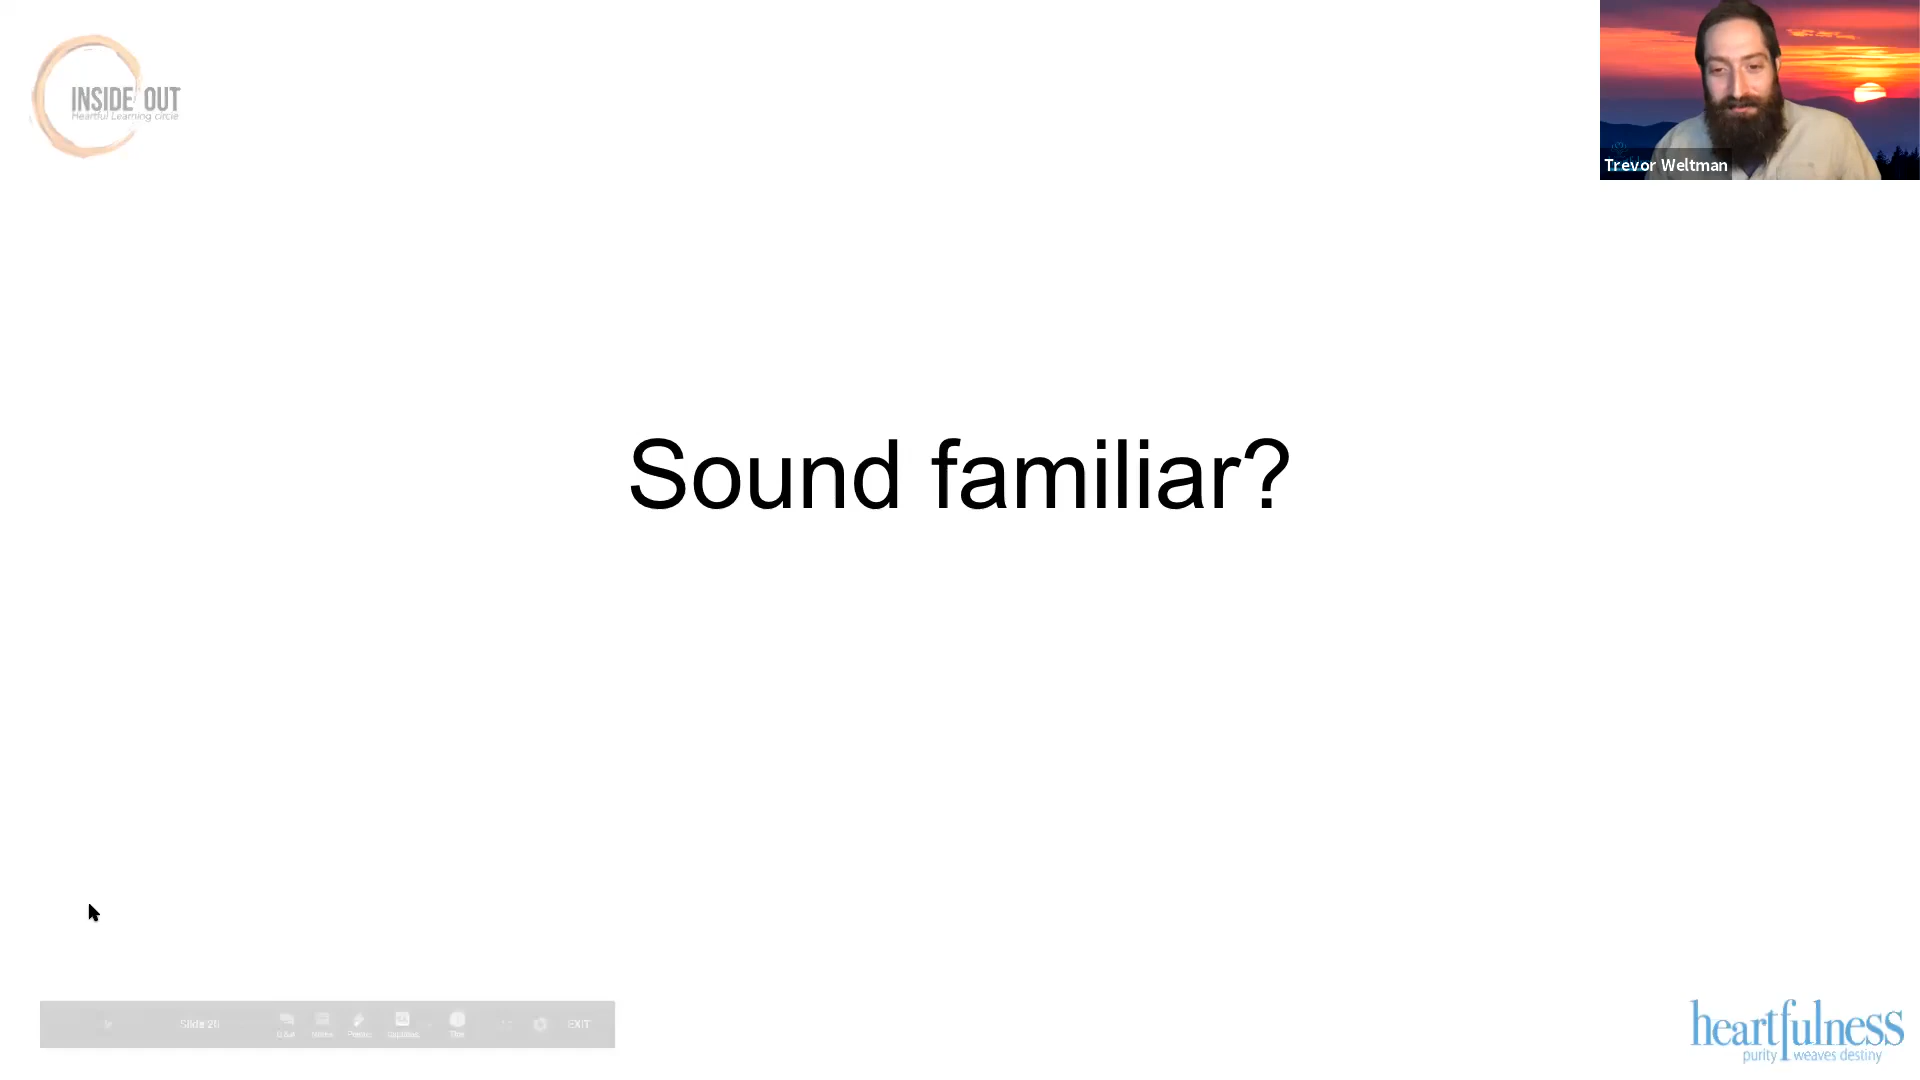 INSIDE OUT
Heartful Learning circle
Trevor Weltman
Sound familiar?
EXIT
heartfulness
purity weaves destiny